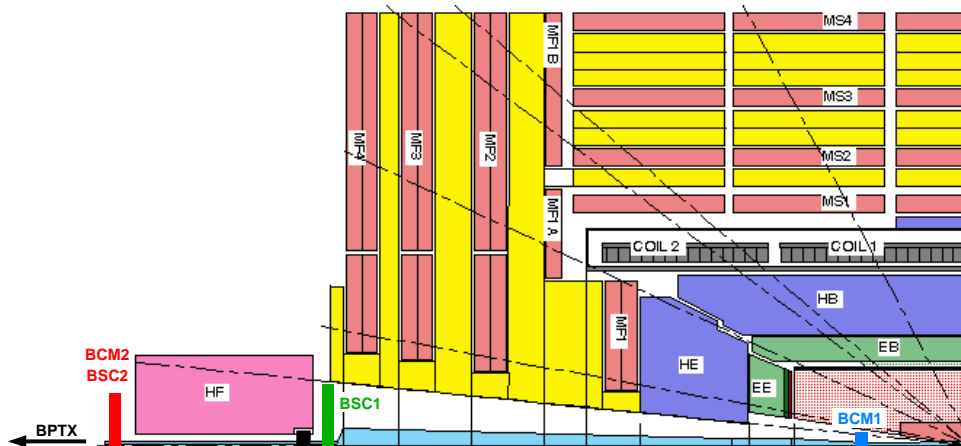 MS4
MF1 B
MS3
MF4
MF3
MF2
MS2
MS1
MF1 A
COIL 2
COIL 1
HB
MF1
EB
BCM2
BSC2
HF
HE
EE
BSC1
BCM1
BPTX